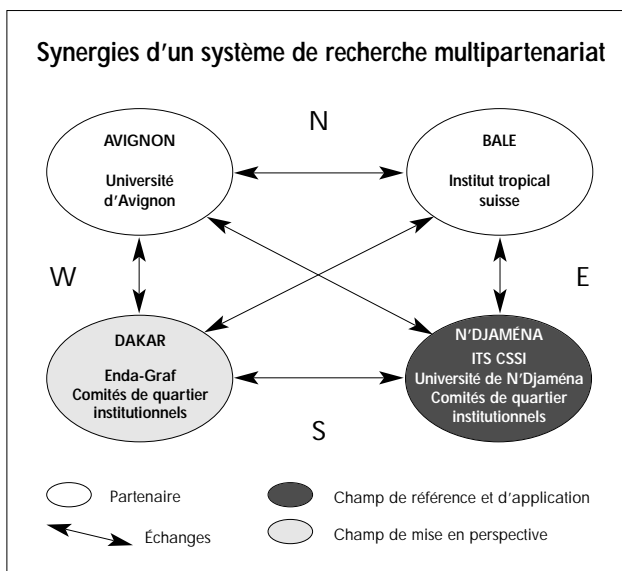 Synergies d'un système de recherche multipartenariat
N
AVIGNON
Université
d'Avignon
BALE
Institut tropical
suisse
W
E
DAKAR
Enda-Graf
Comités de quartier
institutionnels
N'DJAMÉNA
ITS CSSI
Université de N'Djaména
Comités de quartier
institutionnels
S
Partenaire
Champ de référence et d'application
Échanges
Champ de mise en perspective